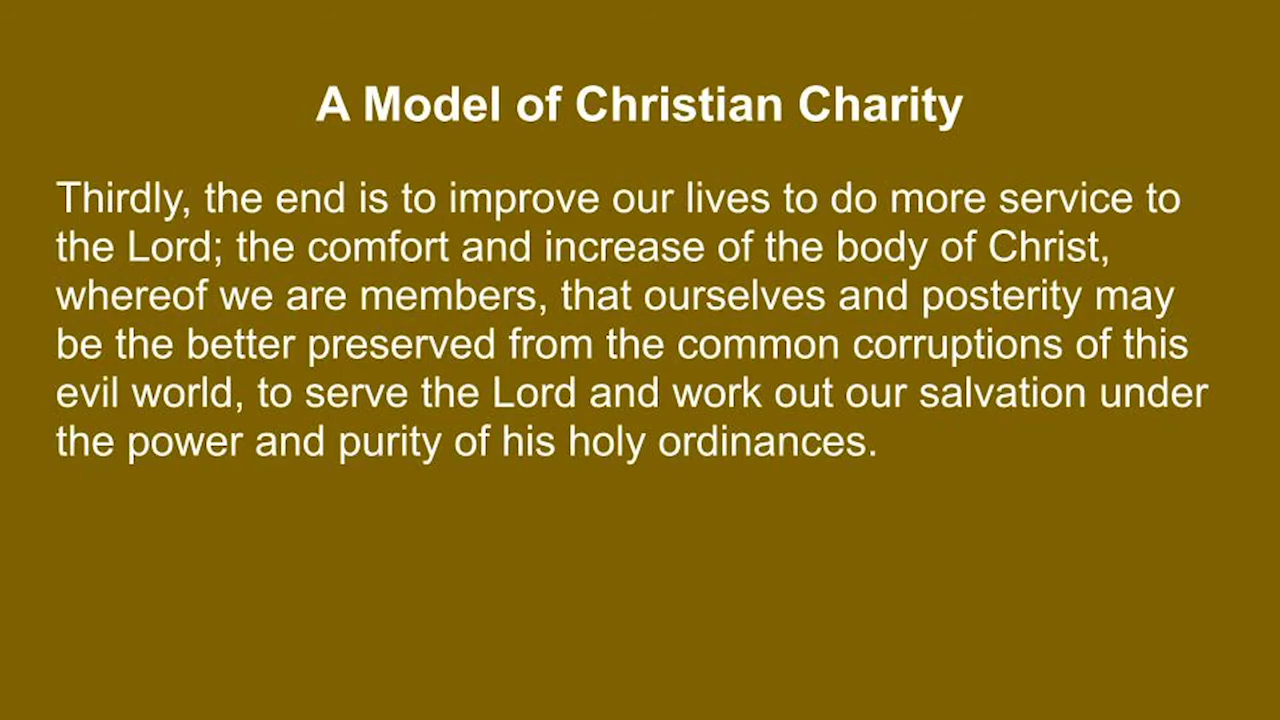 A Model of Christian Charity
Thirdly, the end is to improve our lives to do more service to
the Lord; the comfort and increase of the body of Christ,
whereof we are members, that ourselves and posterity may
be the better preserved from the common corruptions of this
evil world, to serve the Lord and work out our salvation under
the power and purity of his holy ordinances.